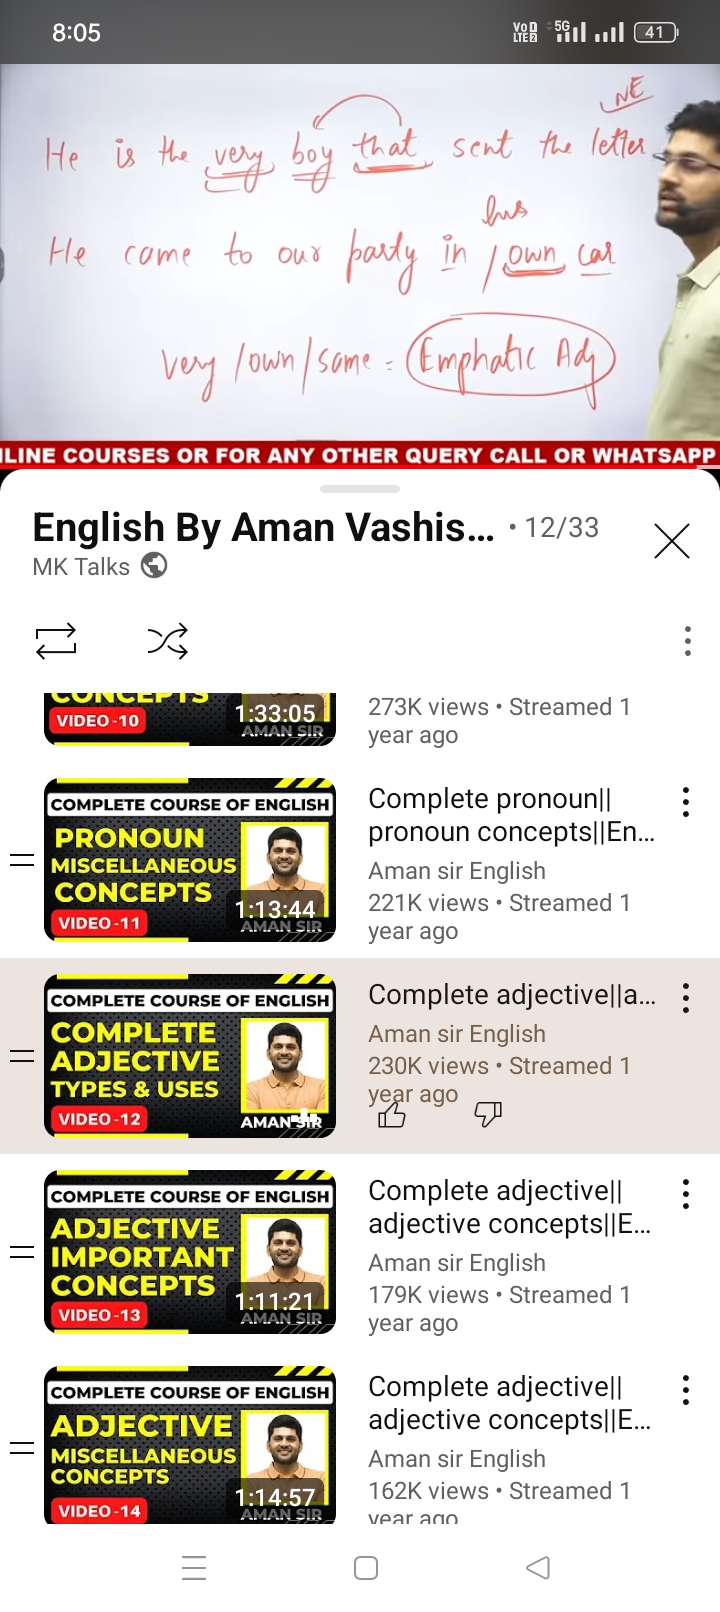 8:05
VoD LTE2 5G 41
NE
He is the very boy that sent the letter
his
He came to our party in / own car
Very / own / same = Emphatic Adj
LINE COURSES OR FOR ANY OTHER QUERY CALL OR WHATSAPP
English By Aman Vashis... • 12/33
MK Talks
CONCEPTS
VIDEO-10
1:33:05
AMAN SIR
273K views • Streamed 1
year ago
COMPLETE COURSE OF ENGLISH
PRONOUN
MISCELLANEOUS
CONCEPTS
VIDEO-11
1:13:44
AMAN SIR
Complete pronoun||
pronoun concepts||En...
Aman sir English
221K views • Streamed 1
year ago
COMPLETE COURSE OF ENGLISH
COMPLETE
ADJECTIVE
TYPES & USES
VIDEO-12
AMAN SIR
Complete adjective||a...
Aman sir English
230K views • Streamed 1
year ago
COMPLETE COURSE OF ENGLISH
ADJECTIVE
IMPORTANT
CONCEPTS
VIDEO-13
1:11:21
AMAN SIR
Complete adjective||
adjective concepts||E...
Aman sir English
179K views • Streamed 1
year ago
COMPLETE COURSE OF ENGLISH
ADJECTIVE
MISCELLANEOUS
CONCEPTS
VIDEO-14
1:14:57
AMAN SIR
Complete adjective||
adjective concepts||E...
Aman sir English
162K views • Streamed 1
year ago